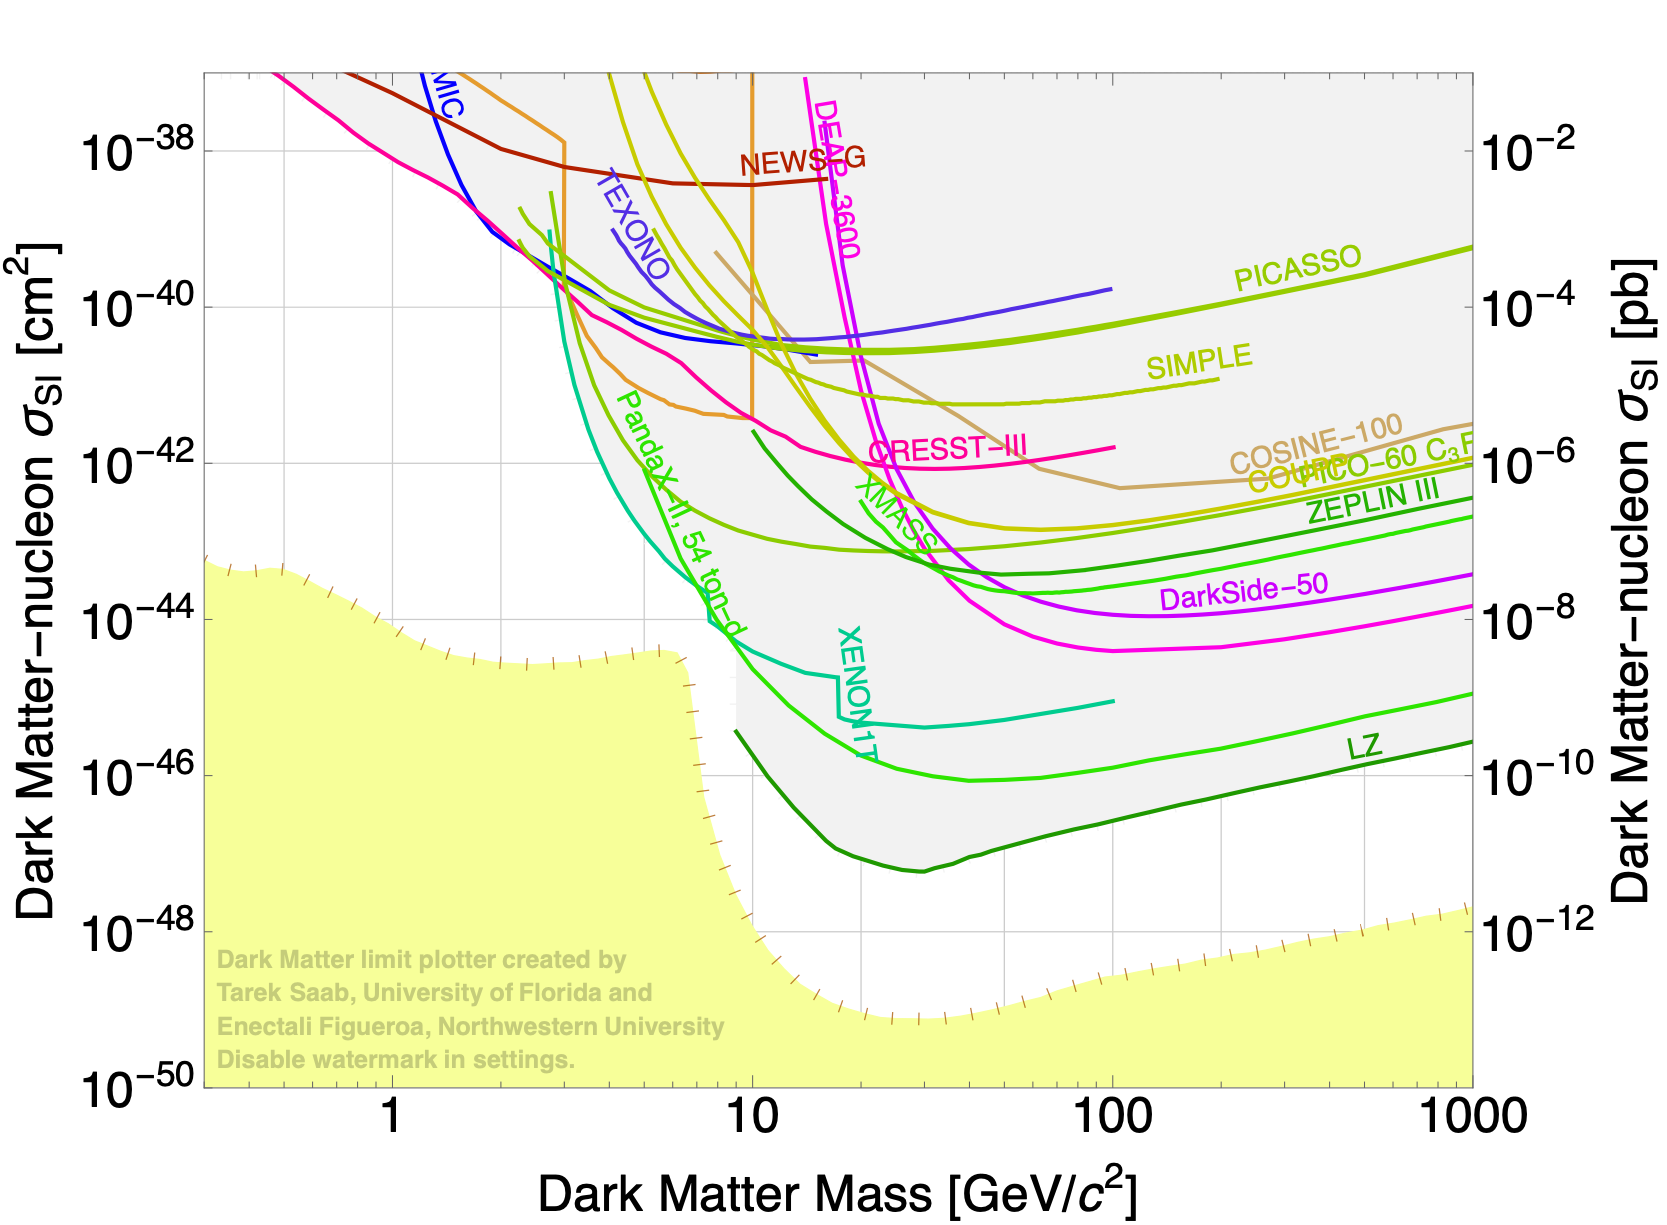 Dark Matter−nucleon σSI [cm²]
10−38
10−40
10−42
10−44
10−46
10−48
10−50
MIC
NEWS−G
DEAP−3600
TEXONO
PICASSO
SIMPLE
PandaX−II, 54 ton−d
CRESST−III
COSINE−100
COUPP
PICO−60 C₃F
XMASS
ZEPLIN III
DarkSide−50
XENON1T
LZ
Dark Matter limit plotter created by
Tarek Saab, University of Florida and
Enectali Figueroa, Northwestern University
Disable watermark in settings.
10−2
10−4
10−6
10−8
10−10
10−12
Dark Matter−nucleon σSI [pb]
1
10
100
1000
Dark Matter Mass [GeV/c²]